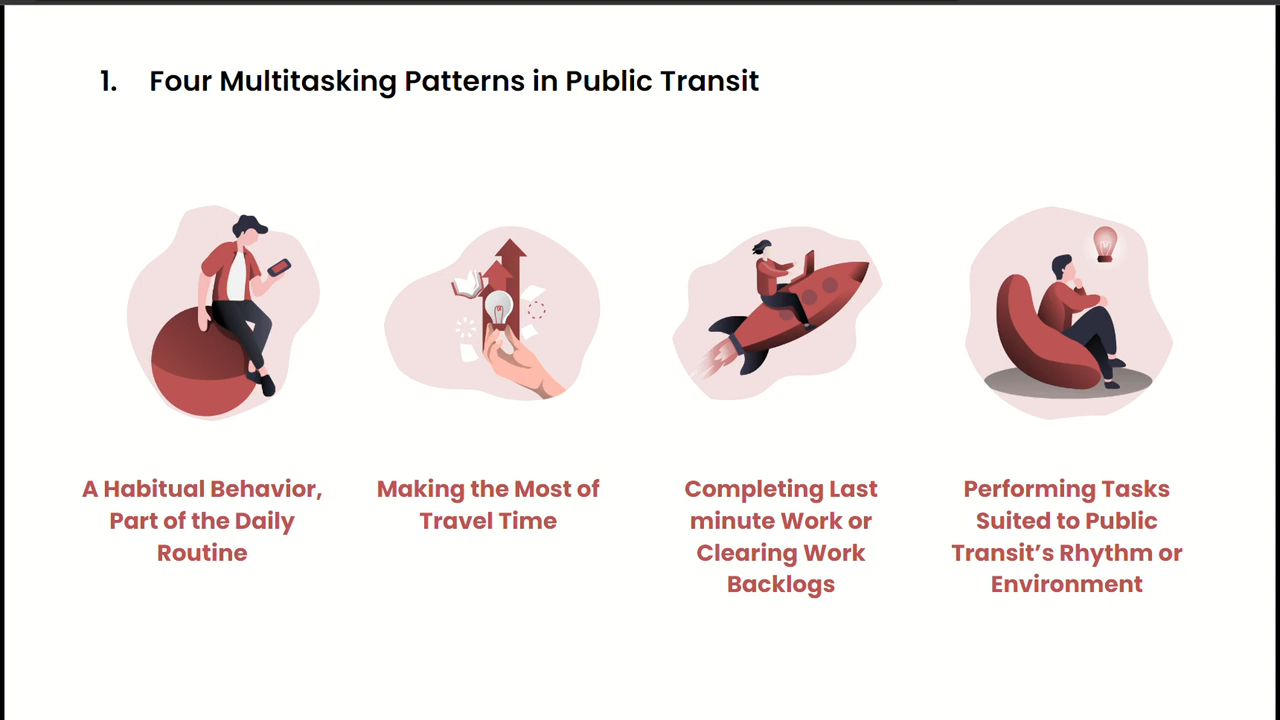 1. Four Multitasking Patterns in Public Transit
A Habitual Behavior,
Part of the Daily
Routine
Making the Most of
Travel Time
Completing Last
minute Work or
Clearing Work
Backlogs
Performing Tasks
Suited to Public
Transit’s Rhythm or
Environment